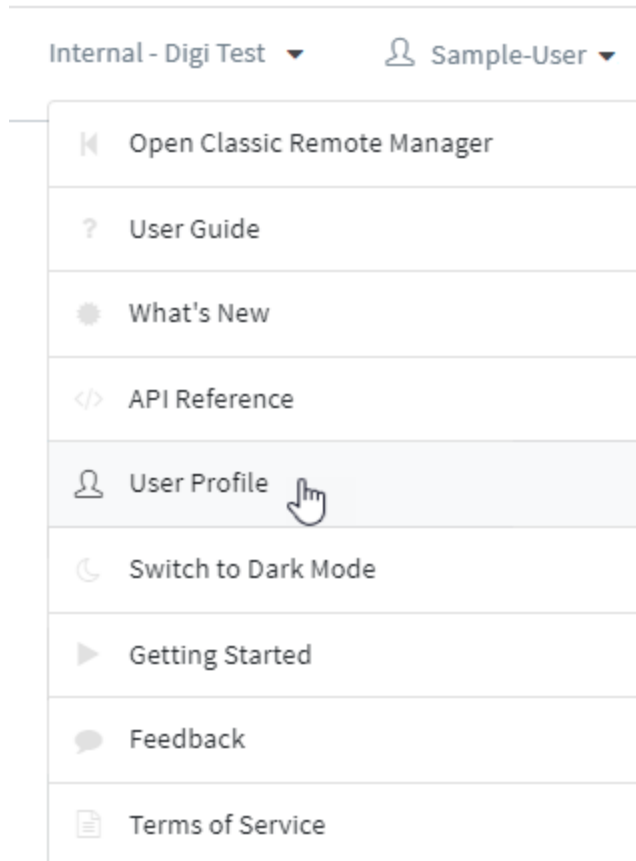 Internal - Digi Test Sample-User
Open Classic Remote Manager
User Guide
What's New
API Reference
User Profile
Switch to Dark Mode
Getting Started
Feedback
Terms of Service